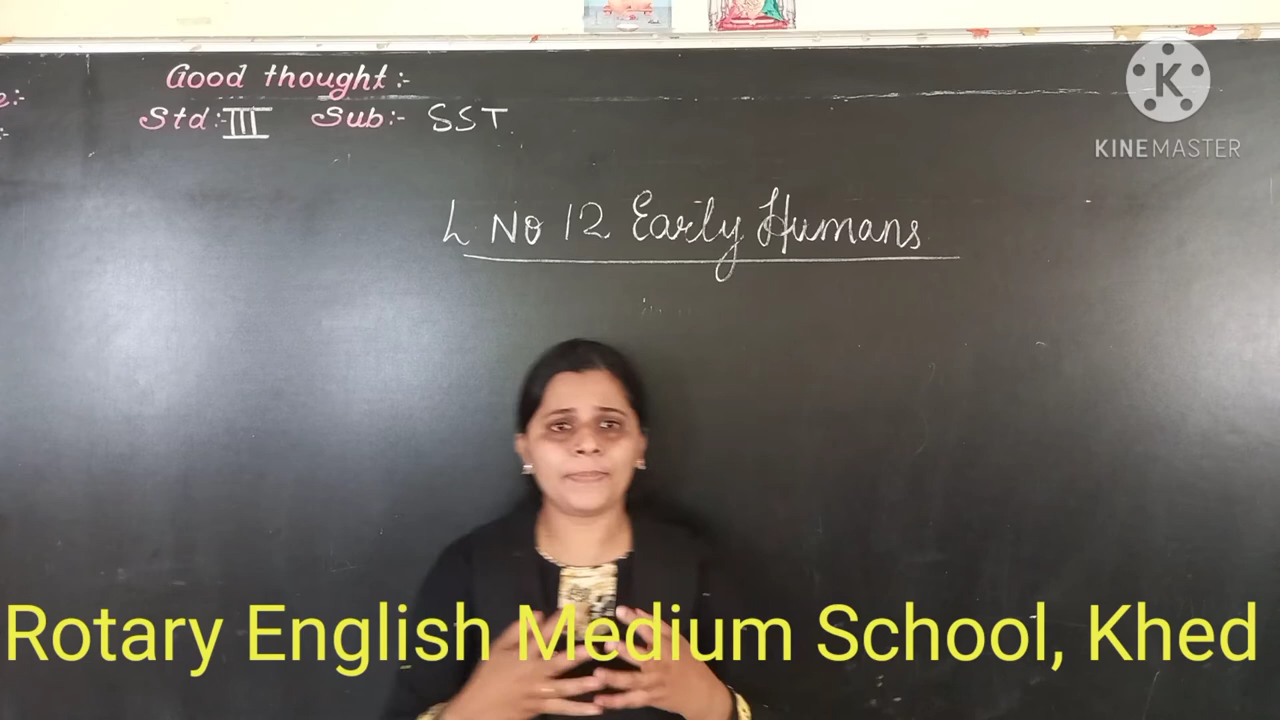 Good thought:-
e:-
Std:- III Sub:- SST
:-
L No 12 Early Humans
K
KINEMASTER
Rotary English Medium School, Khed